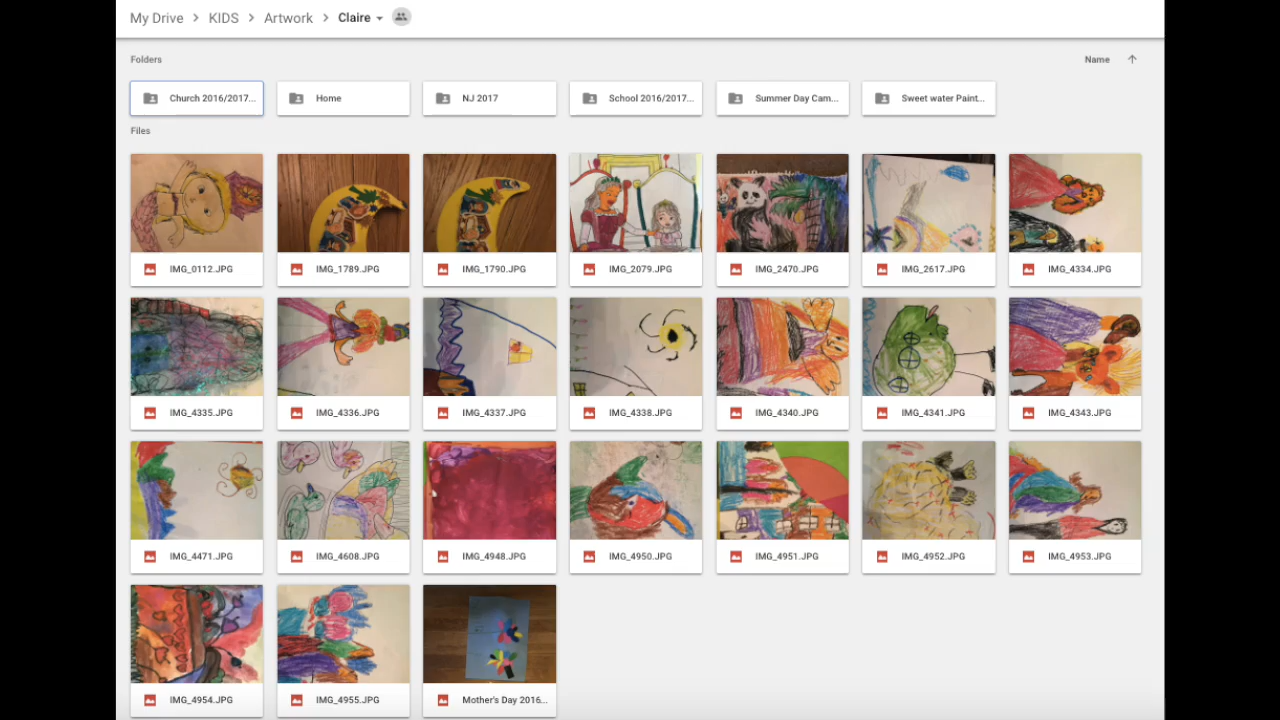 My Drive > KIDS > Artwork > Claire
Folders
Name
Church 2016/2017...
Home
NJ 2017
School 2016/2017...
Summer Day Cam...
Sweet water Paint...
Files
IMG_0112.JPG
IMG_1789.JPG
IMG_1790.JPG
IMG_2079.JPG
IMG_2470.JPG
IMG_2617.JPG
IMG_4334.JPG
IMG_4335.JPG
IMG_4336.JPG
IMG_4337.JPG
IMG_4338.JPG
IMG_4340.JPG
IMG_4341.JPG
IMG_4343.JPG
IMG_4471.JPG
IMG_4608.JPG
IMG_4948.JPG
IMG_4950.JPG
IMG_4951.JPG
IMG_4952.JPG
IMG_4953.JPG
IMG_4954.JPG
IMG_4955.JPG
Mother's Day 2016...